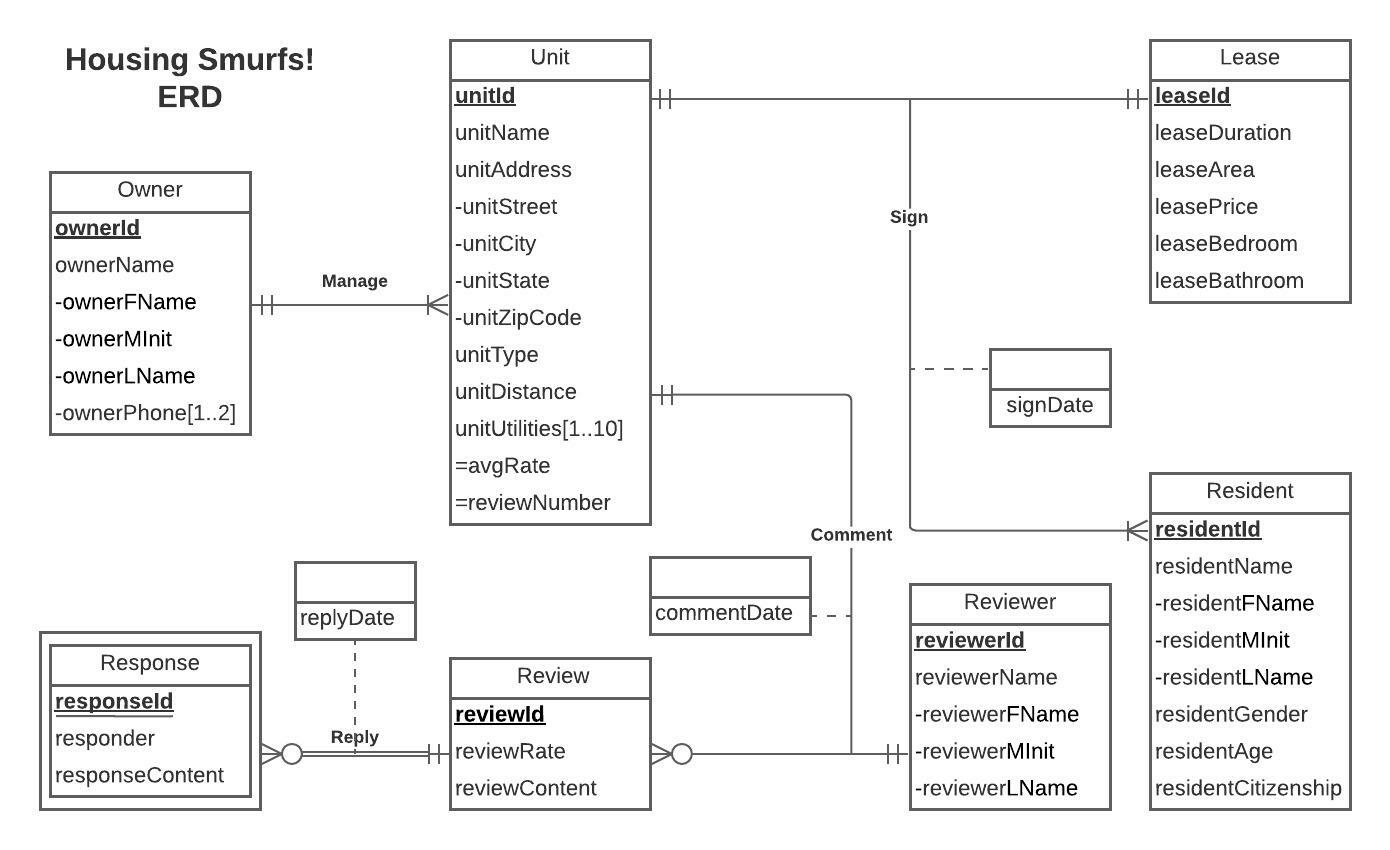 Housing Smurfs!
ERD
Owner
ownerId
ownerName
-ownerFName
-ownerMInit
-ownerLName
-ownerPhone[1..2]
Manage
Unit
unitId
unitName
unitAddress
-unitStreet
-unitCity
-unitState
-unitZipCode
unitType
unitDistance
unitUtilities[1..10]
=avgRate
=reviewNumber
Sign
Lease
leaseId
leaseDuration
leaseArea
leasePrice
leaseBedroom
leaseBathroom
signDate
Resident
residentId
residentName
-residentFName
-residentMInit
-residentLName
residentGender
residentAge
residentCitizenship
Comment
commentDate
Reviewer
reviewerId
reviewerName
-reviewerFName
-reviewerMInit
-reviewerLName
replyDate
Response
responseId
responder
responseContent
Reply
Review
reviewId
reviewRate
reviewContent